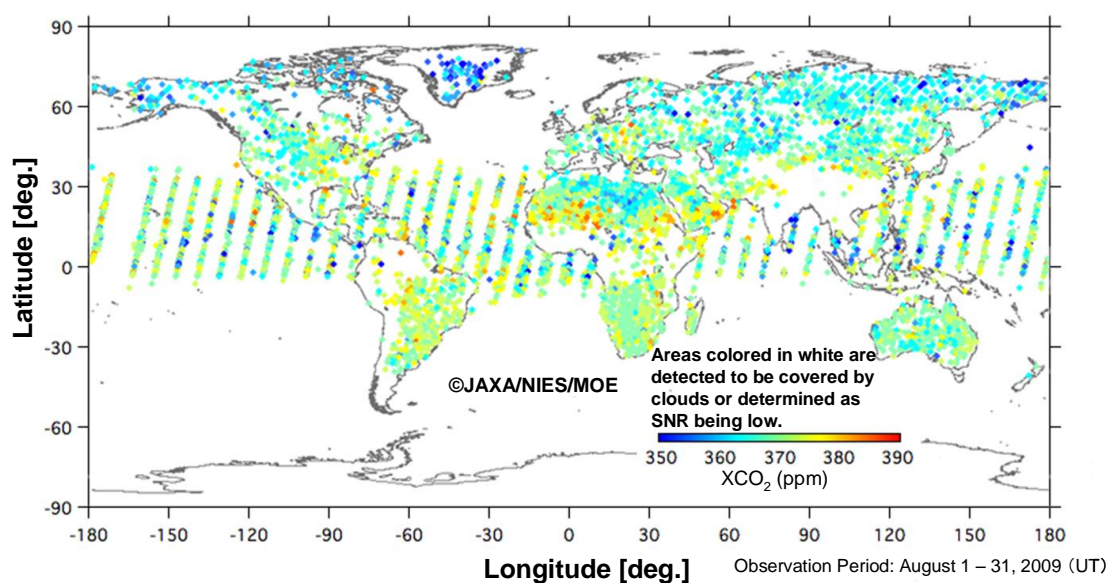 90
60
30
0
-30
-60
-90
Latitude [deg.]
©JAXA/NIES/MOE
Areas colored in white are
detected to be covered by
clouds or determined as
SNR being low.
350 360 370 380 390
XCO₂ (ppm)
-180 -150 -120 -90 -60 -30 0 30 60 90 120 150 180
Longitude [deg.]
Observation Period: August 1 – 31, 2009 (UT)